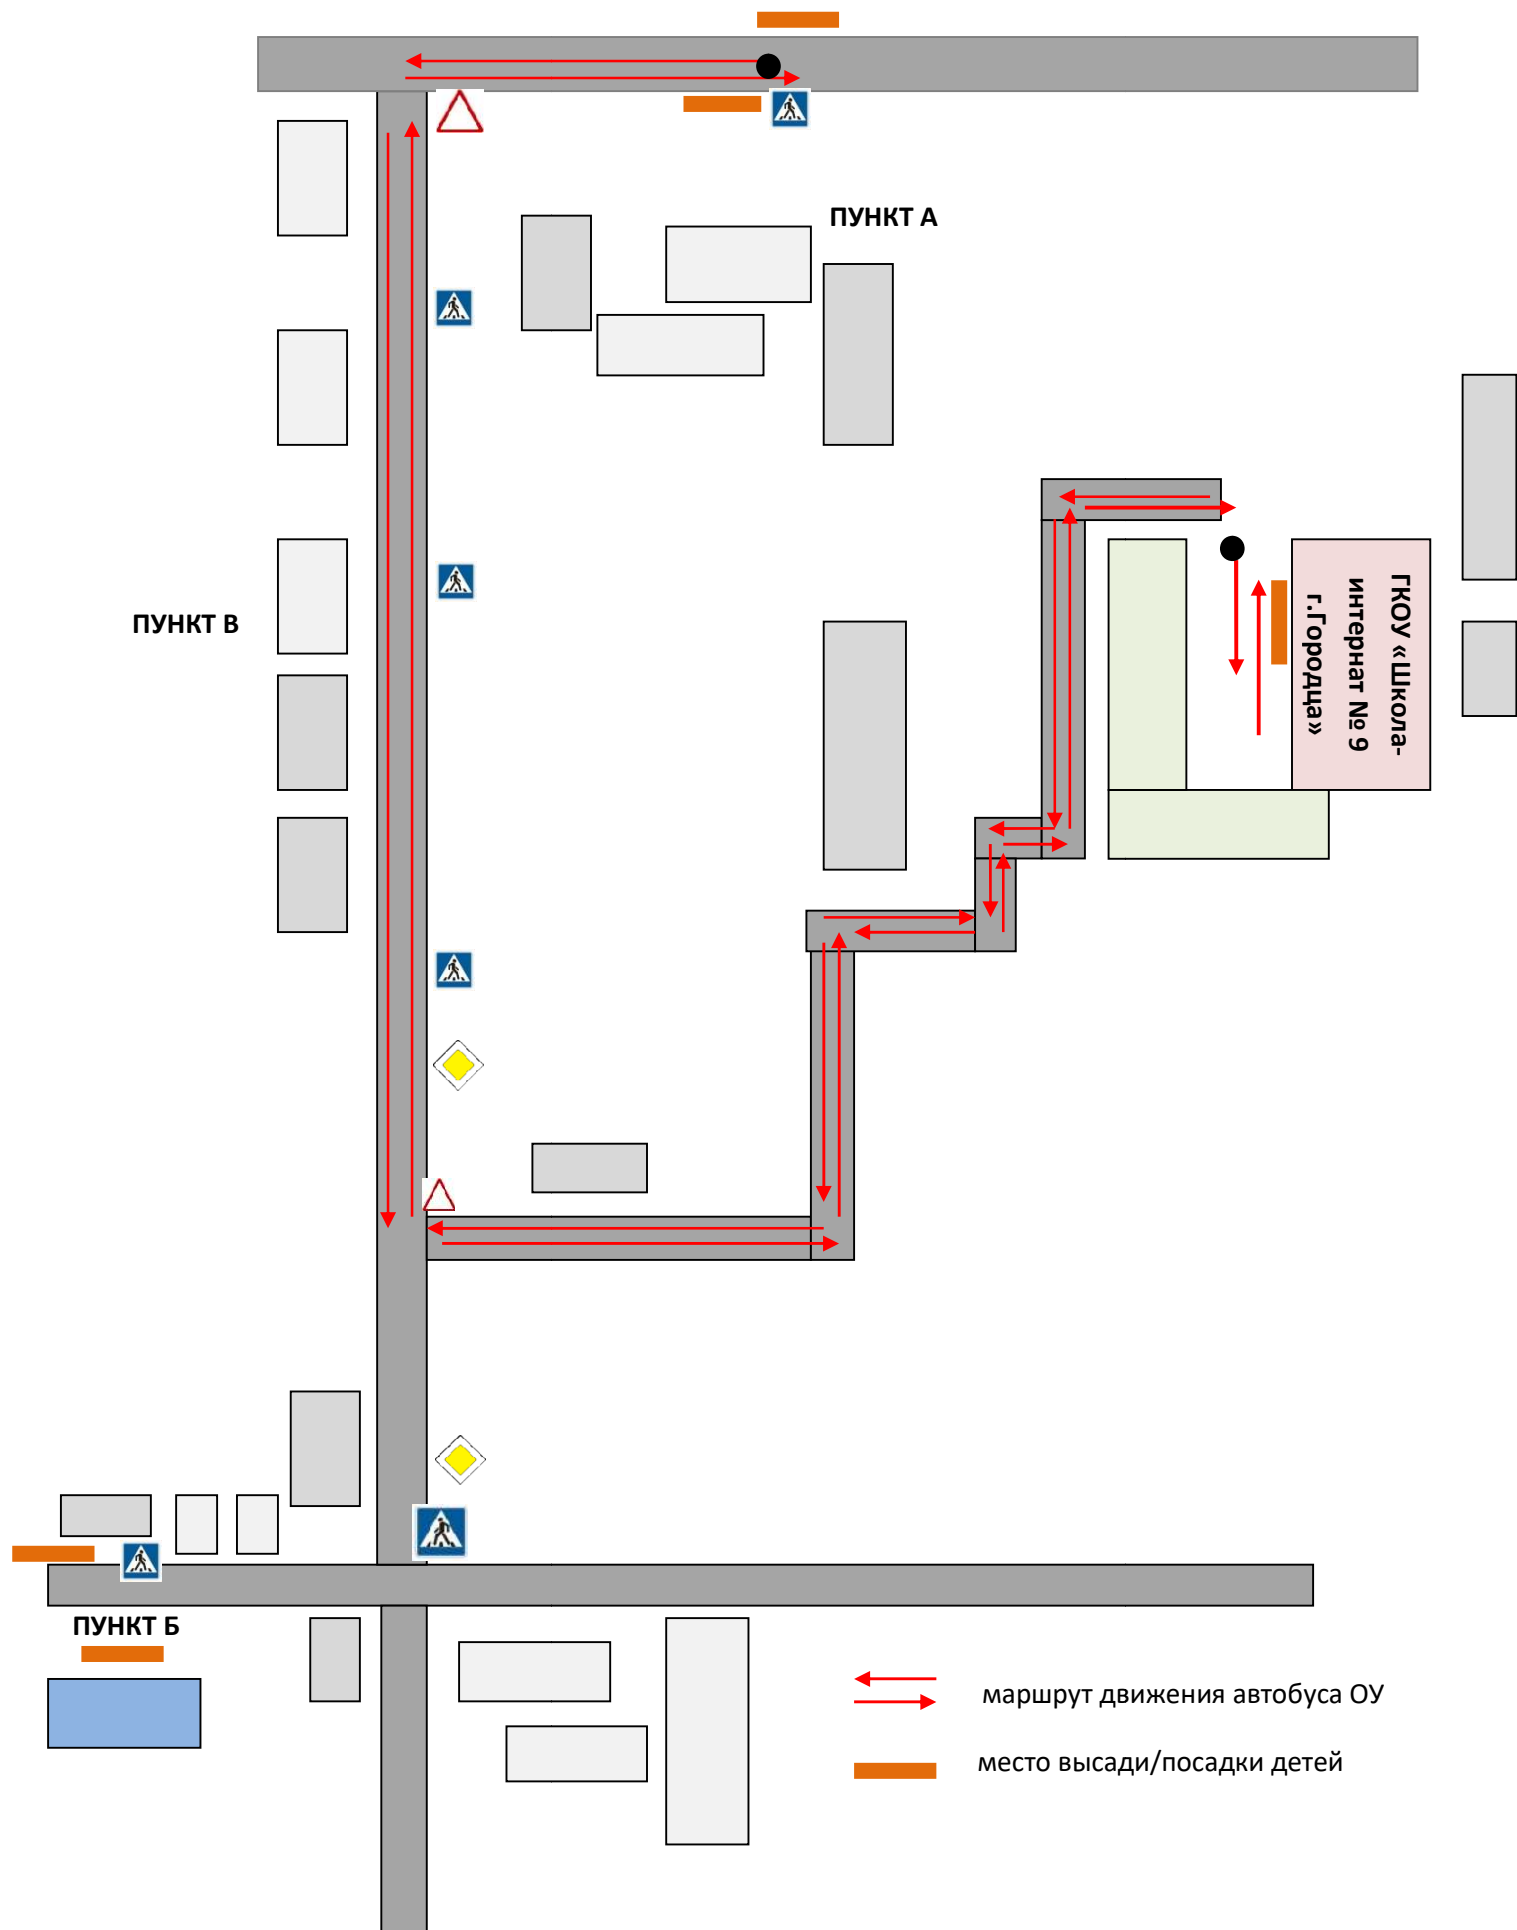 ПУНКТ А
ГКОУ «Школа-
интернат № 9
г.Городца»
ПУНКТ В
ПУНКТ Б
маршрут движения автобуса ОУ
место высади/посадки детей